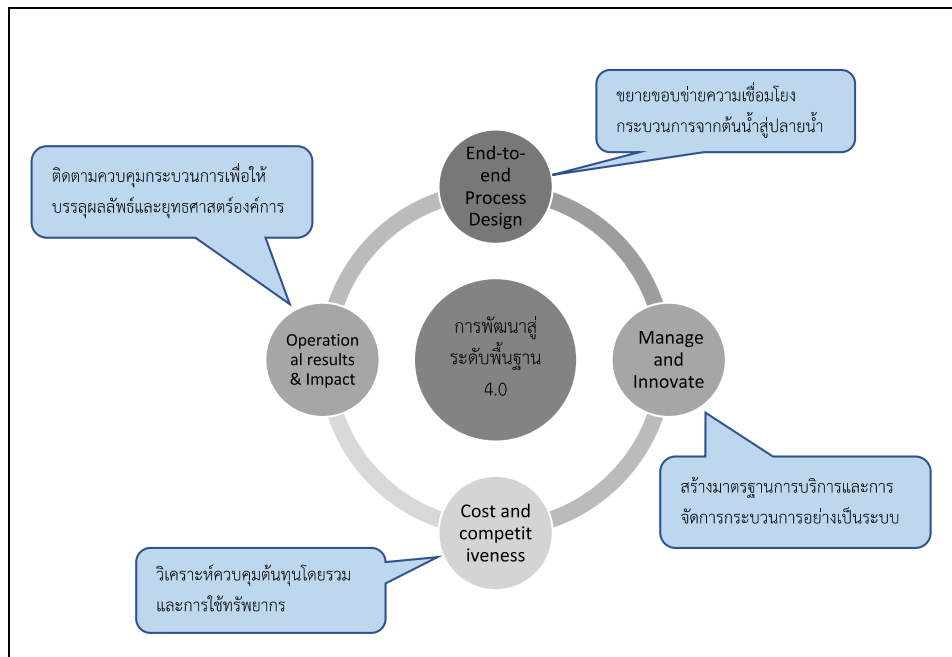 ขยายขอบข่ายความเชื่อมโยง
กระบวนการจากต้นน้ำสู่ปลายน้ำ
End-to-
end
Process
Design
ติดตามควบคุมกระบวนการเพื่อให้
บรรลุผลลัพธ์และยุทธศาสตร์องค์การ
การพัฒนาสู่
ระดับพื้นฐาน
4.0
Operation
al results
& Impact
Manage
and
Innovate
สร้างมาตรฐานการบริการและการ
จัดการกระบวนการอย่างเป็นระบบ
Cost and
competit
iveness
วิเคราะห์ควบคุมต้นทุนโดยรวม
และการใช้ทรัพยากร